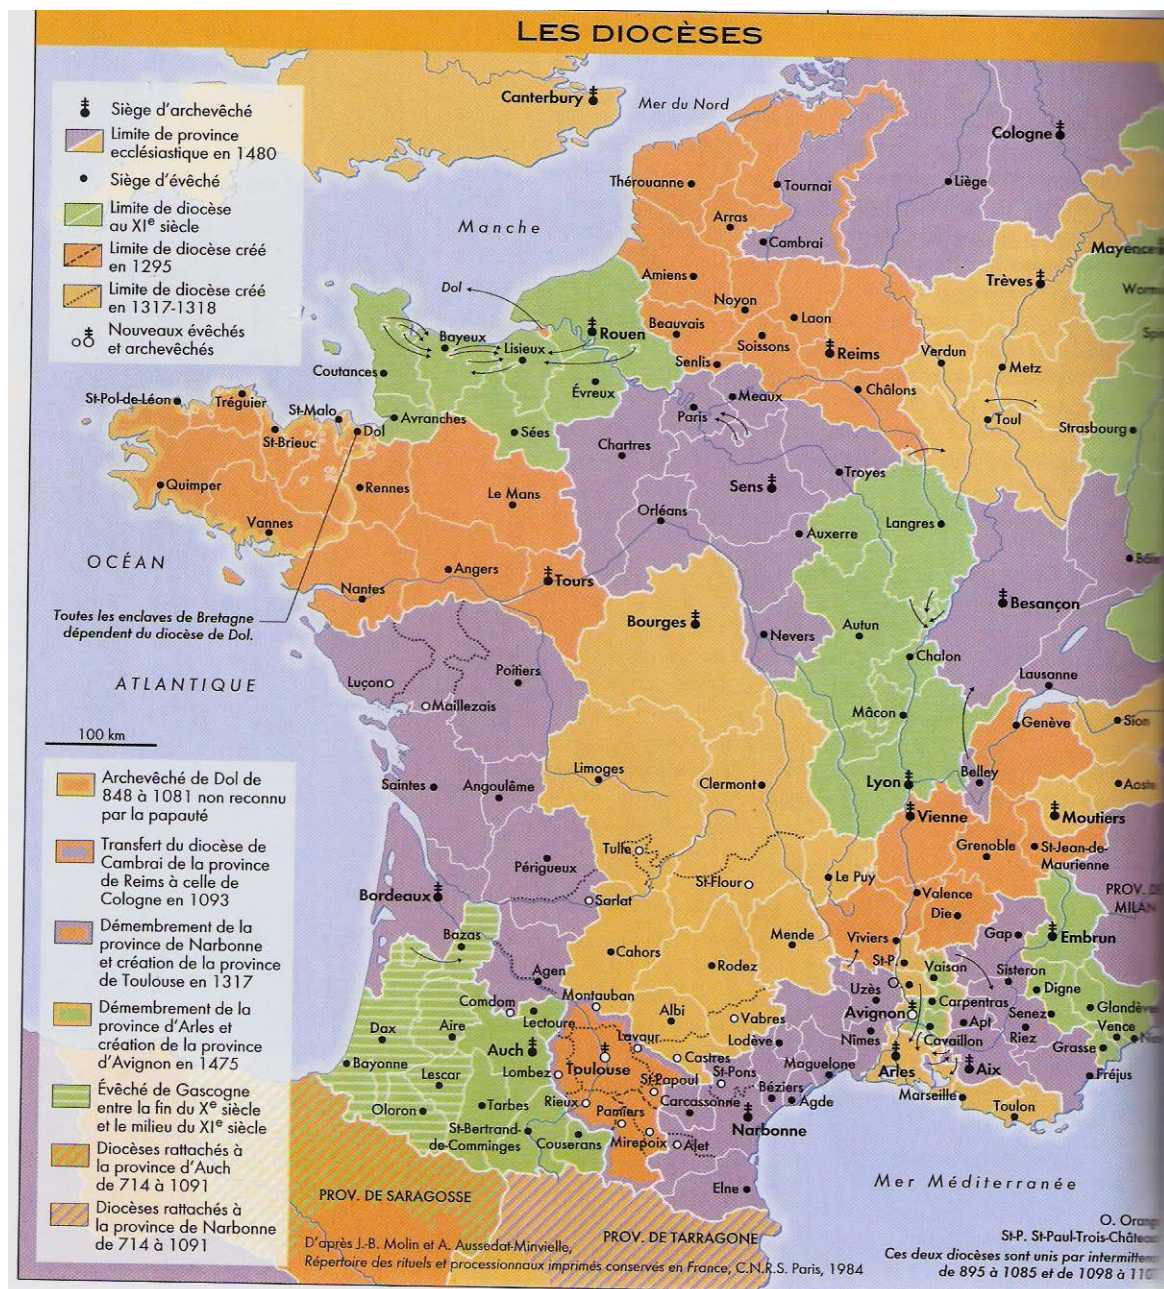 LES DIOCÈSES
Siège d'archevêché
Limite de province
ecclésiastique en 1480
Siège d'évêché
Limite de diocèse
au XIe siècle
Limite de diocèse créé
en 1295
Limite de diocèse créé
en 1317-1318
Nouveaux évêchés
et archevêchés
Canterbury
Mer du Nord
Cologne
Thérouanne
Tournai
Liège
Arras
Manche
Cambrai
Mayence
Amiens
Trèves
Dol
Noyon
Laon
Rouen
Beauvais
Soissons
Reims
Bayeux
Lisieux
Senlis
Verdun
Metz
Coutances
Évreux
Meaux
Châlons
St-Pol-de-Léon
Tréguier
St-Malo
Avranches
Paris
Toul
St-Brieuc
Dol
Sées
Chartres
Strasbourg
Troyes
Quimper
Rennes
Le Mans
Sens
Orléans
Langres
Vannes
Auxerre
OCÉAN
Angers
Tours
Nantes
Besançon
Toutes les enclaves de Bretagne
dépendent du diocèse de Dol.
Bourges
Nevers
Autun
Chalon
Poitiers
Lausanne
ATLANTIQUE
Luçon
Maillezais
Mâcon
Genève
Sion
100 km
Limoges
Clermont
Lyon
Belley
Aoste
Saintes
Angoulême
Vienne
Moutiers
Tulle
Grenoble
St-Jean-de-
Maurienne
Périgueux
St-Flour
Le Puy
Bordeaux
Sarlat
Valence
Die
PROV. DE
MILAN
Bazas
Mende
Viviers
Gap
Embrun
Cahors
Rodez
St-P.
Vaison
Sisteron
Agen
Uzès
O.
Digne
Comdom
Montauban
Avignon
Carpentras
Senez
Lectoure
Albi
Vabres
Apt
Vence
Dax
Aire
Lavaur
Lodève
Nîmes
Cavaillon
Riez
Auch
Castres
Maguelone
Grasse
Bayonne
Lescar
Lombez
Toulouse
St-Papoul
St-Pons
Béziers
Arles
Aix
Fréjus
Oloron
Tarbes
Rieux
Carcassonne
Agde
Marseille
Pamiers
Toulon
St-Bertrand-
de-Comminges
Couserans
Mirepoix
Alet
Narbonne
Elne
Mer Méditerranée
PROV. DE SARAGOSSE
PROV. DE TARRAGONE
Archevêché de Dol de
848 à 1081 non reconnu
par la papauté
Transfert du diocèse de
Cambrai de la province
de Reims à celle de
Cologne en 1093
Démembrement de la
province de Narbonne
et création de la province
de Toulouse en 1317
Démembrement de la
province d'Arles et
création de la province
d'Avignon en 1475
Évêché de Gascogne
entre la fin du Xe siècle
et le milieu du XIe siècle
Diocèses rattachés à
la province d'Auch
de 714 à 1091
Diocèses rattachés à
la province de Narbonne
de 714 à 1091
D'après J.-B. Molin et A. Aussedat-Minvielle,
Répertoire des rituels et processionnaux imprimés conservés en France, C.N.R.S. Paris, 1984
O.
St-P. St-Paul-Trois-
Ces deux diocèses sont unis par
de 895 à 1085 et de 1098 à